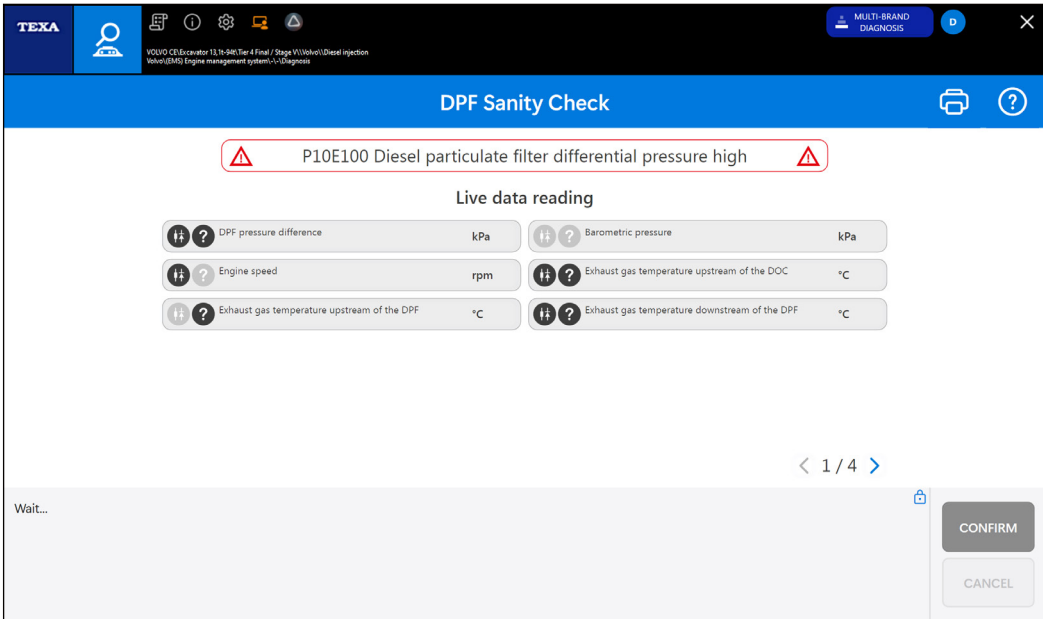 TEXA
VOLVO CE\Excavator 13,1t-94t\Tier 4 Final / Stage V\\Volvo\\Diesel injection
Volvo\(EMS) Engine management system\-\-\Diagnosis
MULTI-BRAND
DIAGNOSIS
D
DPF Sanity Check
P10E100 Diesel particulate filter differential pressure high
Live data reading
DPF pressure difference kPa
Barometric pressure kPa
Engine speed rpm
Exhaust gas temperature upstream of the DOC °C
Exhaust gas temperature upstream of the DPF °C
Exhaust gas temperature downstream of the DPF °C
1 / 4
Wait...
CONFIRM
CANCEL